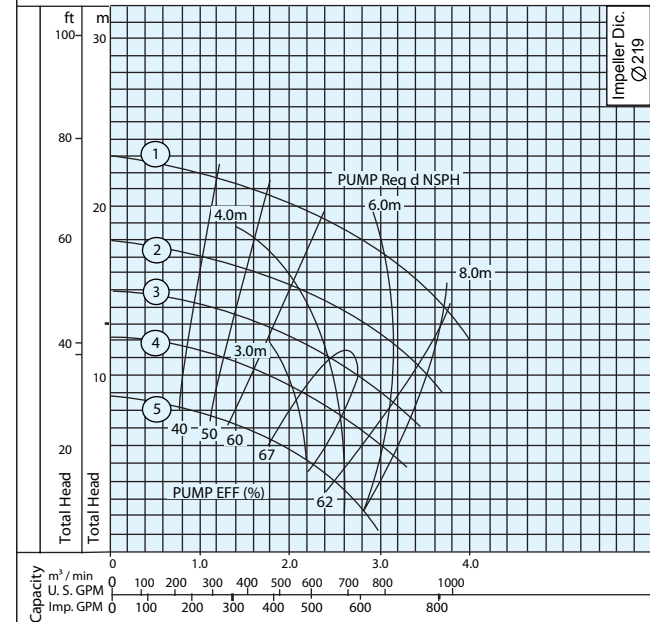 ft m
100 30
80
20
60
40
10
20
Total Head
Total Head
Impeller Dic.
Ø 219
1
2
3
4
5
PUMP Req d NSPH
4.0m
6.0m
8.0m
3.0m
40 50 60 67
62
PUMP EFF (%)
0 1.0 2.0 3.0 4.0
Capacity
m³ / min
U. S. GPM 0 100 200 300 400 500 600 700 800 1000
Imp. GPM 0 100 200 300 400 500 600 800